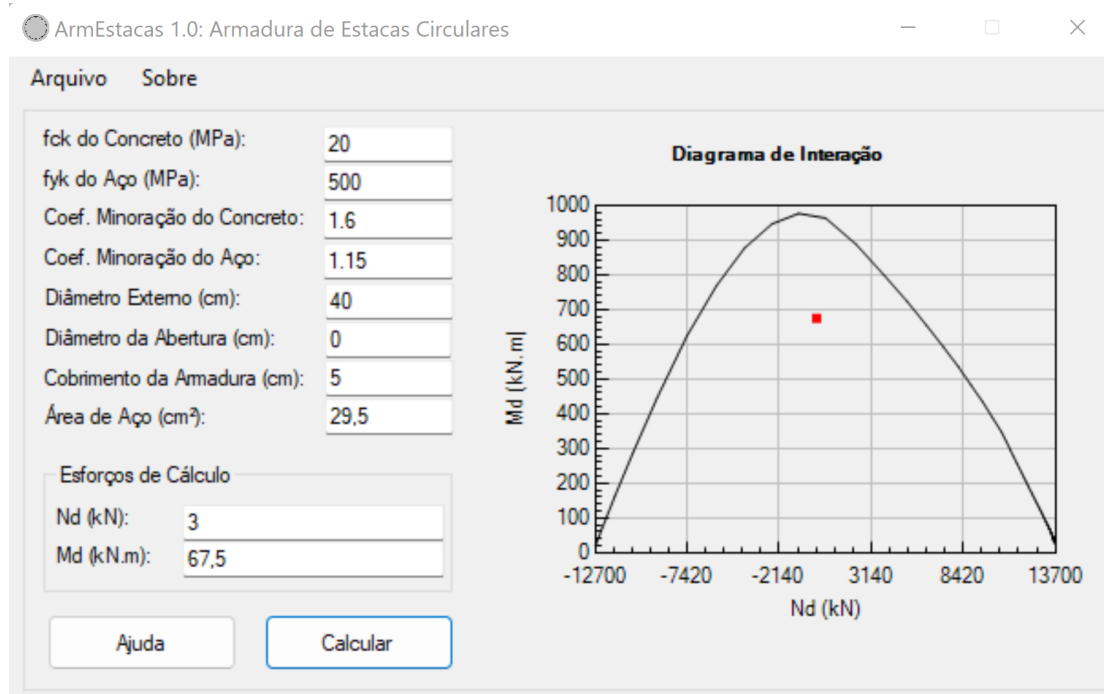 ArmEstacas 1.0: Armadura de Estacas Circulares
Arquivo Sobre
fck do Concreto (MPa): 20
fyk do Aço (MPa): 500
Coef. Minoração do Concreto: 1.6
Coef. Minoração do Aço: 1.15
Diâmetro Externo (cm): 40
Diâmetro da Abertura (cm): 0
Cobrimento da Armadura (cm): 5
Área de Aço (cm²): 29,5
Esforços de Cálculo
Nd (kN): 3
Md (kN.m): 67,5
Ajuda Calcular
Diagrama de Interação
1000
900
800
700
600
500
400
300
200
100
0
Md (kN.m)
-12700 -7420 -2140 3140 8420 13700
Nd (kN)